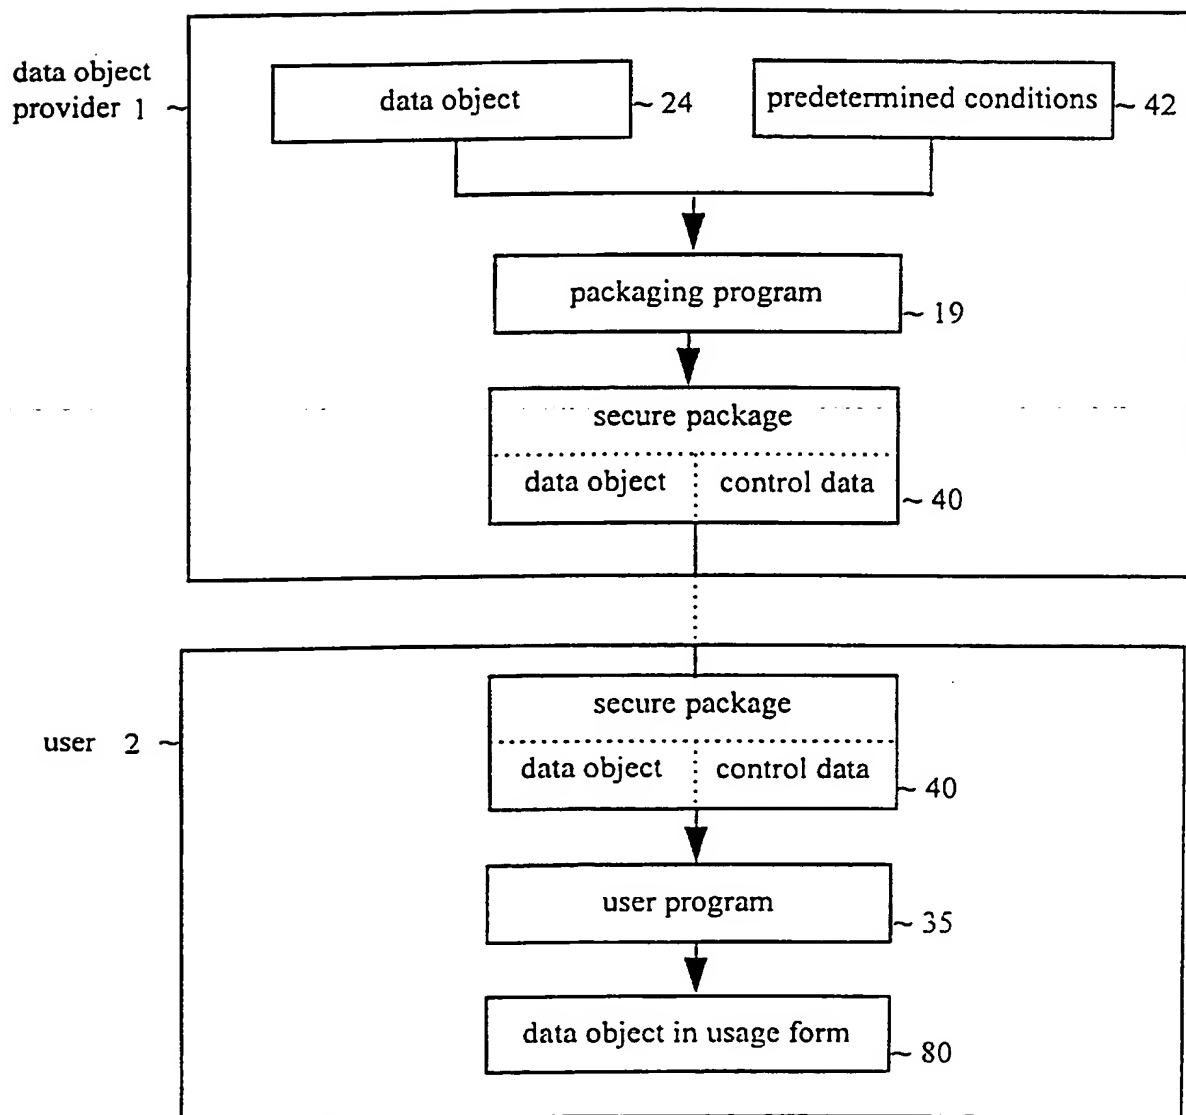 data object
provider 1 ~
data object ~ 24
predetermined conditions ~ 42
packaging program ~ 19
secure package
data object control data ~ 40
user 2 ~
secure package
data object control data ~ 40
user program ~ 35
data object in usage form ~ 80